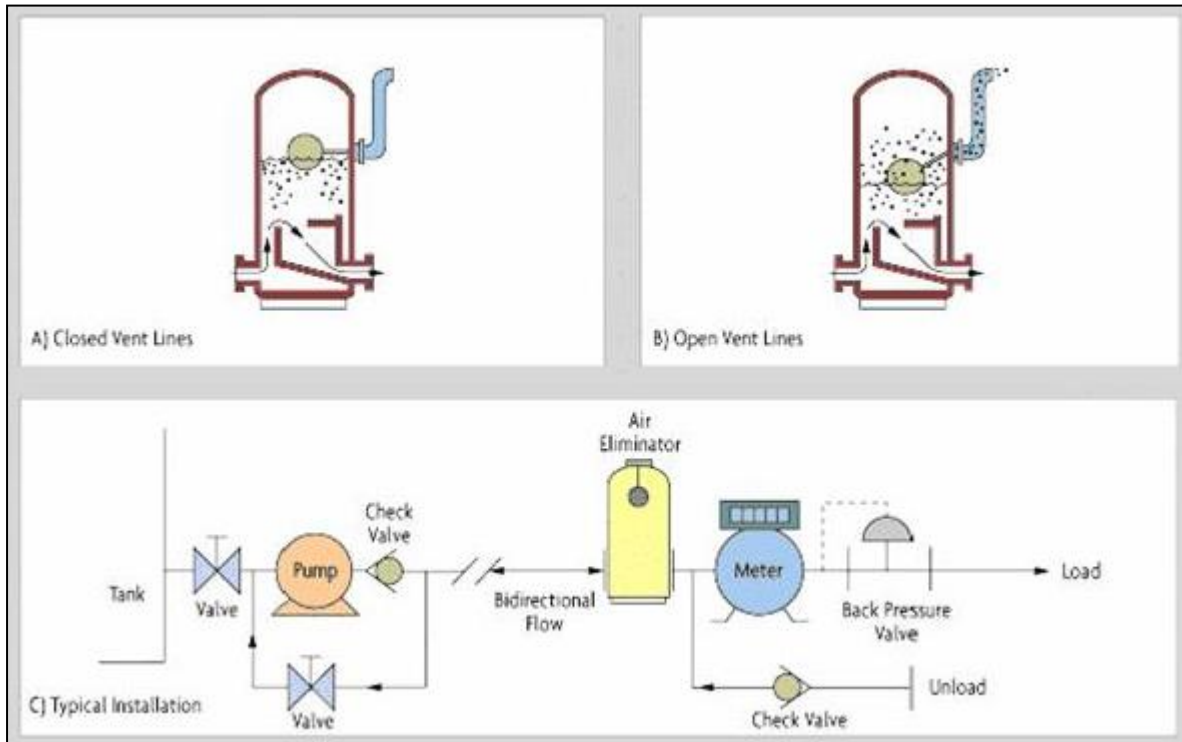 A) Closed Vent Lines
B) Open Vent Lines
Air
Eliminator
Check
Valve
Pump
Meter
Load
Tank
Valve
Bidirectional
Flow
Back Pressure
Valve
Unload
C) Typical Installation
Valve
Check Valve